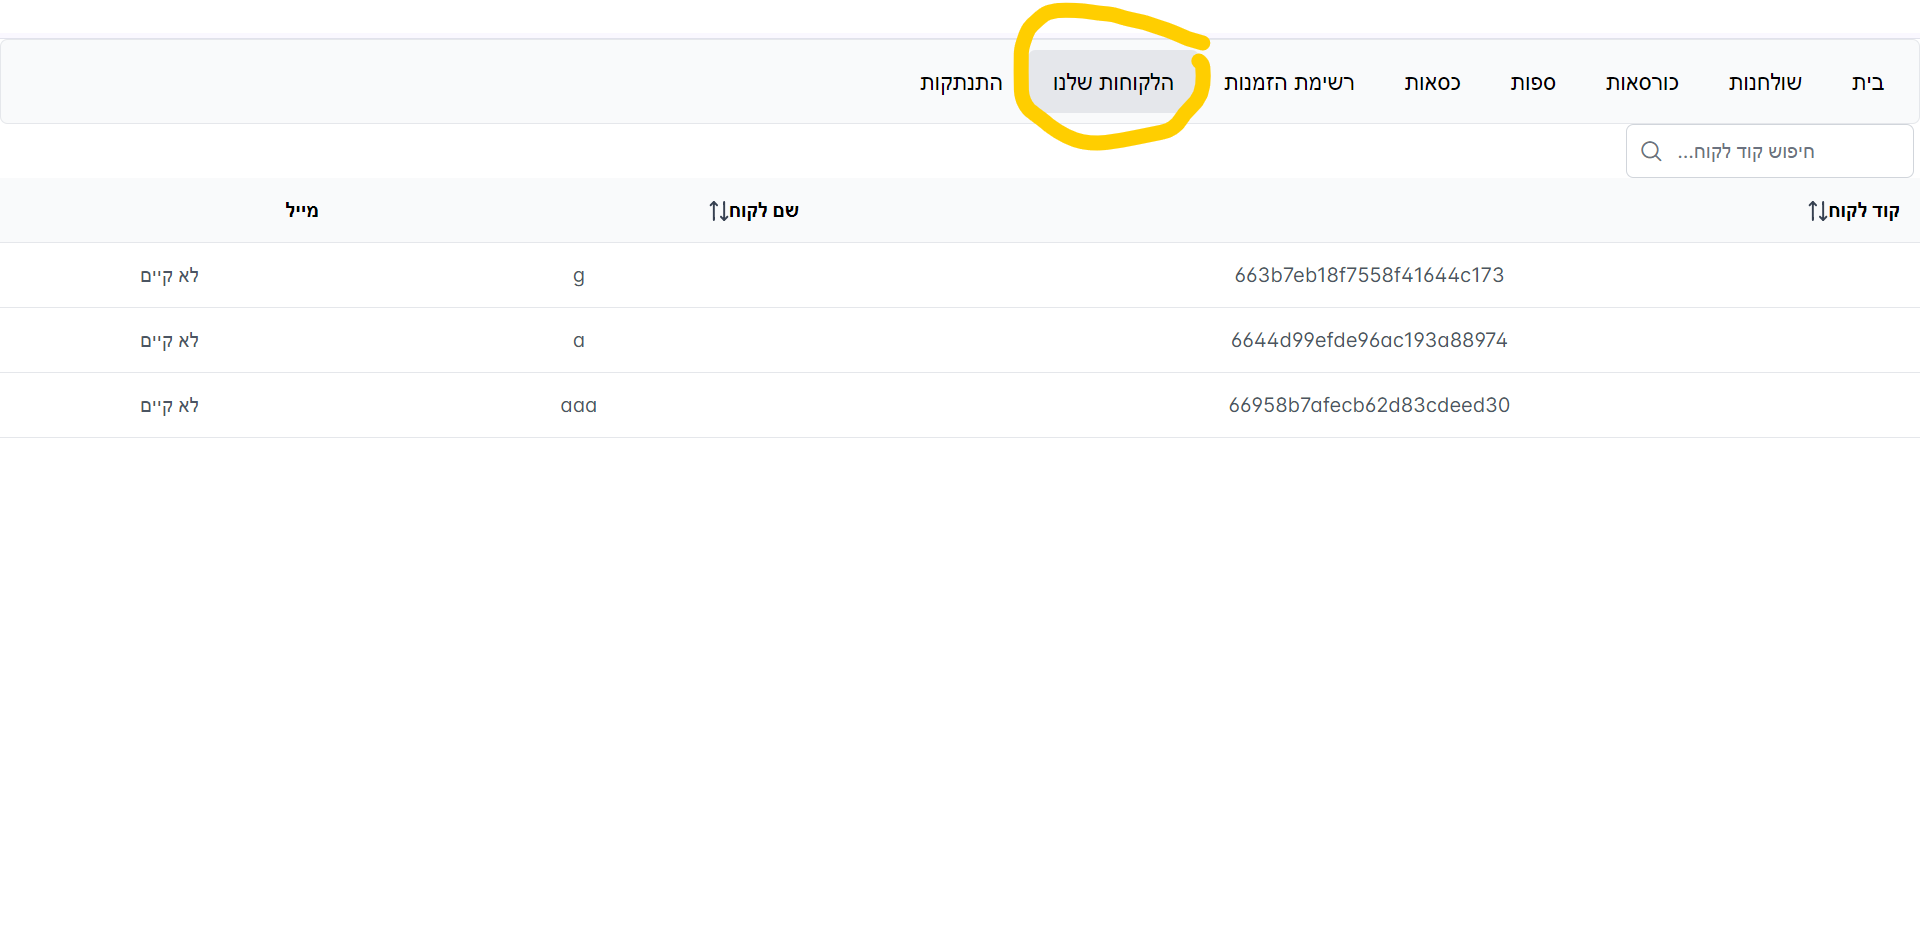 בית שולחנות כורסאות ספות כסאות רשימת הזמנות הלקוחות שלנו התנתקות
חיפוש קוד לקוח...
קוד לקוח שם לקוח מייל
663b7eb18f7558f41644c173 g לא קיים
6644d99efde96ac193a88974 a לא קיים
66958b7afecb62d83cdeed30 aaa לא קיים